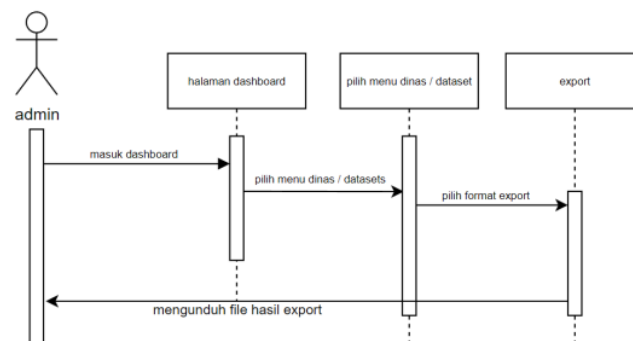 halaman dashboard
pilih menu dinas / dataset
export
admin
masuk dashboard
pilih menu dinas / datasets
pilih format export
mengunduh file hasil export